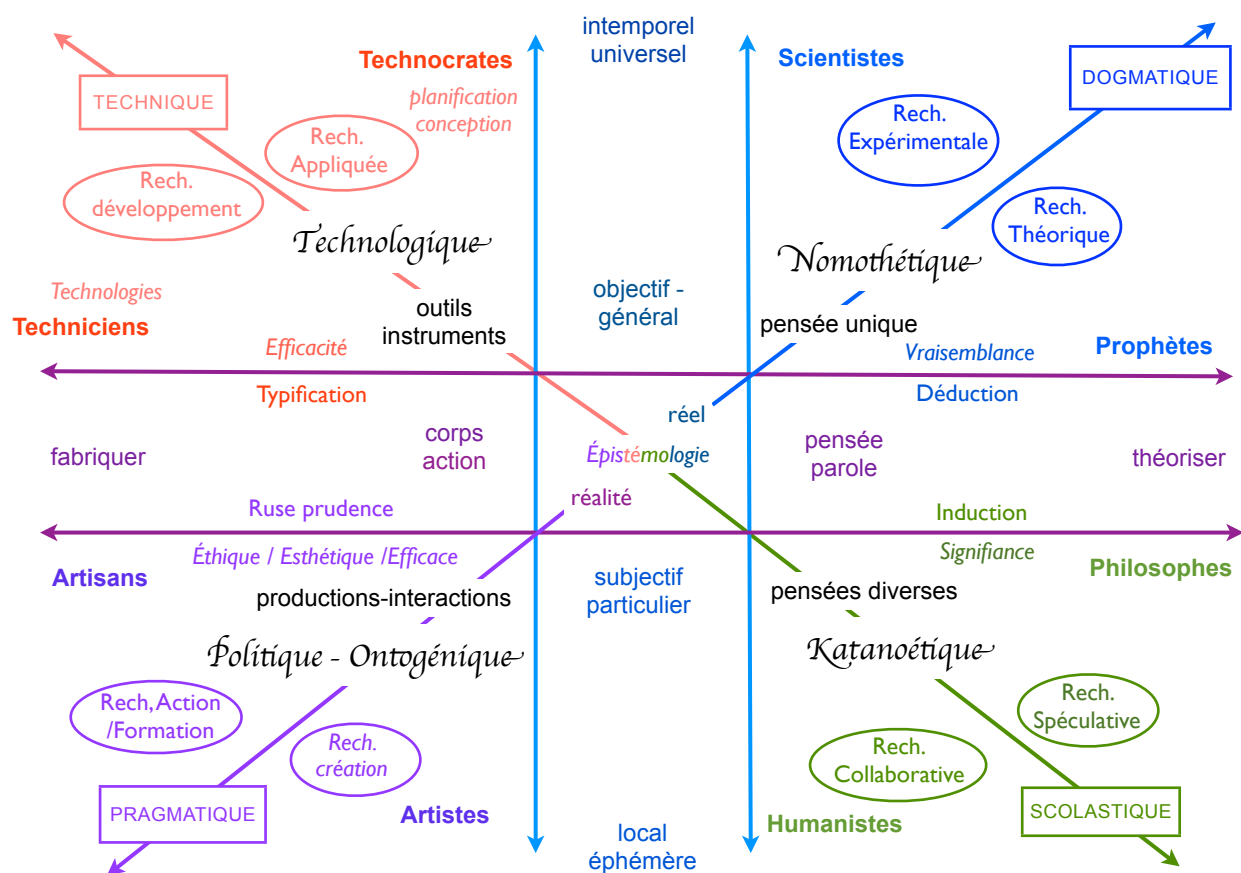 intemporel
universel
Technocrates
Scientistes
TECHNIQUE
DOGMATIQUE
planification
conception
Rech.
Appliquée
Rech.
Expérimentale
Rech.
développement
Rech.
Théorique
Technologique
Nomothétique
Technologies
Techniciens
outils
instruments
objectif -
général
pensée unique
Efficacité
Vraisemblance
Prophètes
Typification
Déduction
réel
fabriquer
corps
action
Épistémologie
pensée
parole
théoriser
réalité
Ruse prudence
Induction
Éthique / Esthétique /Efficace
Signifiance
Artisans
Philosophes
productions-interactions
subjectif
particulier
pensées diverses
Politique - Ontogénique
Katanoétique
Rech,Action
/Formation
Rech.
création
Rech.
Spéculative
Rech.
Collaborative
PRAGMATIQUE
Artistes
local
éphémère
Humanistes
SCOLASTIQUE